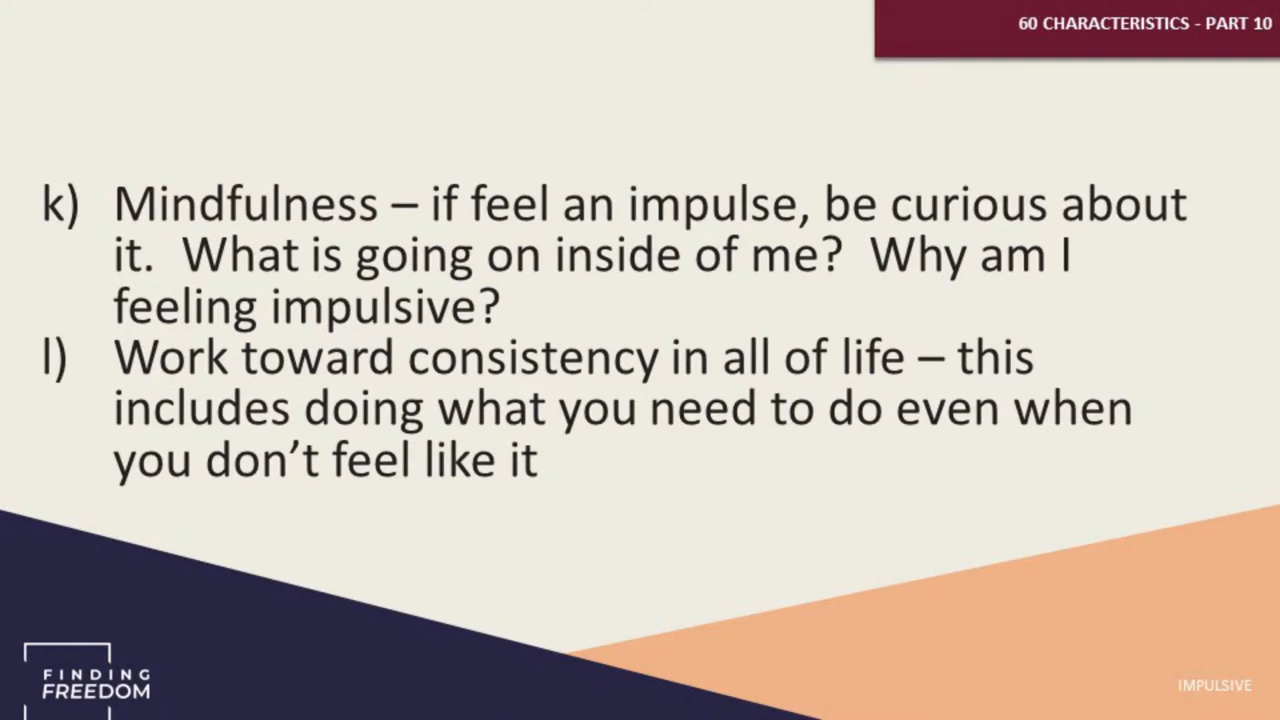 60 CHARACTERISTICS - PART 10
k) Mindfulness – if feel an impulse, be curious about
it.  What is going on inside of me?  Why am I
feeling impulsive?
l) Work toward consistency in all of life – this
includes doing what you need to do even when
you don’t feel like it
FINDING
FREEDOM
IMPULSIVE